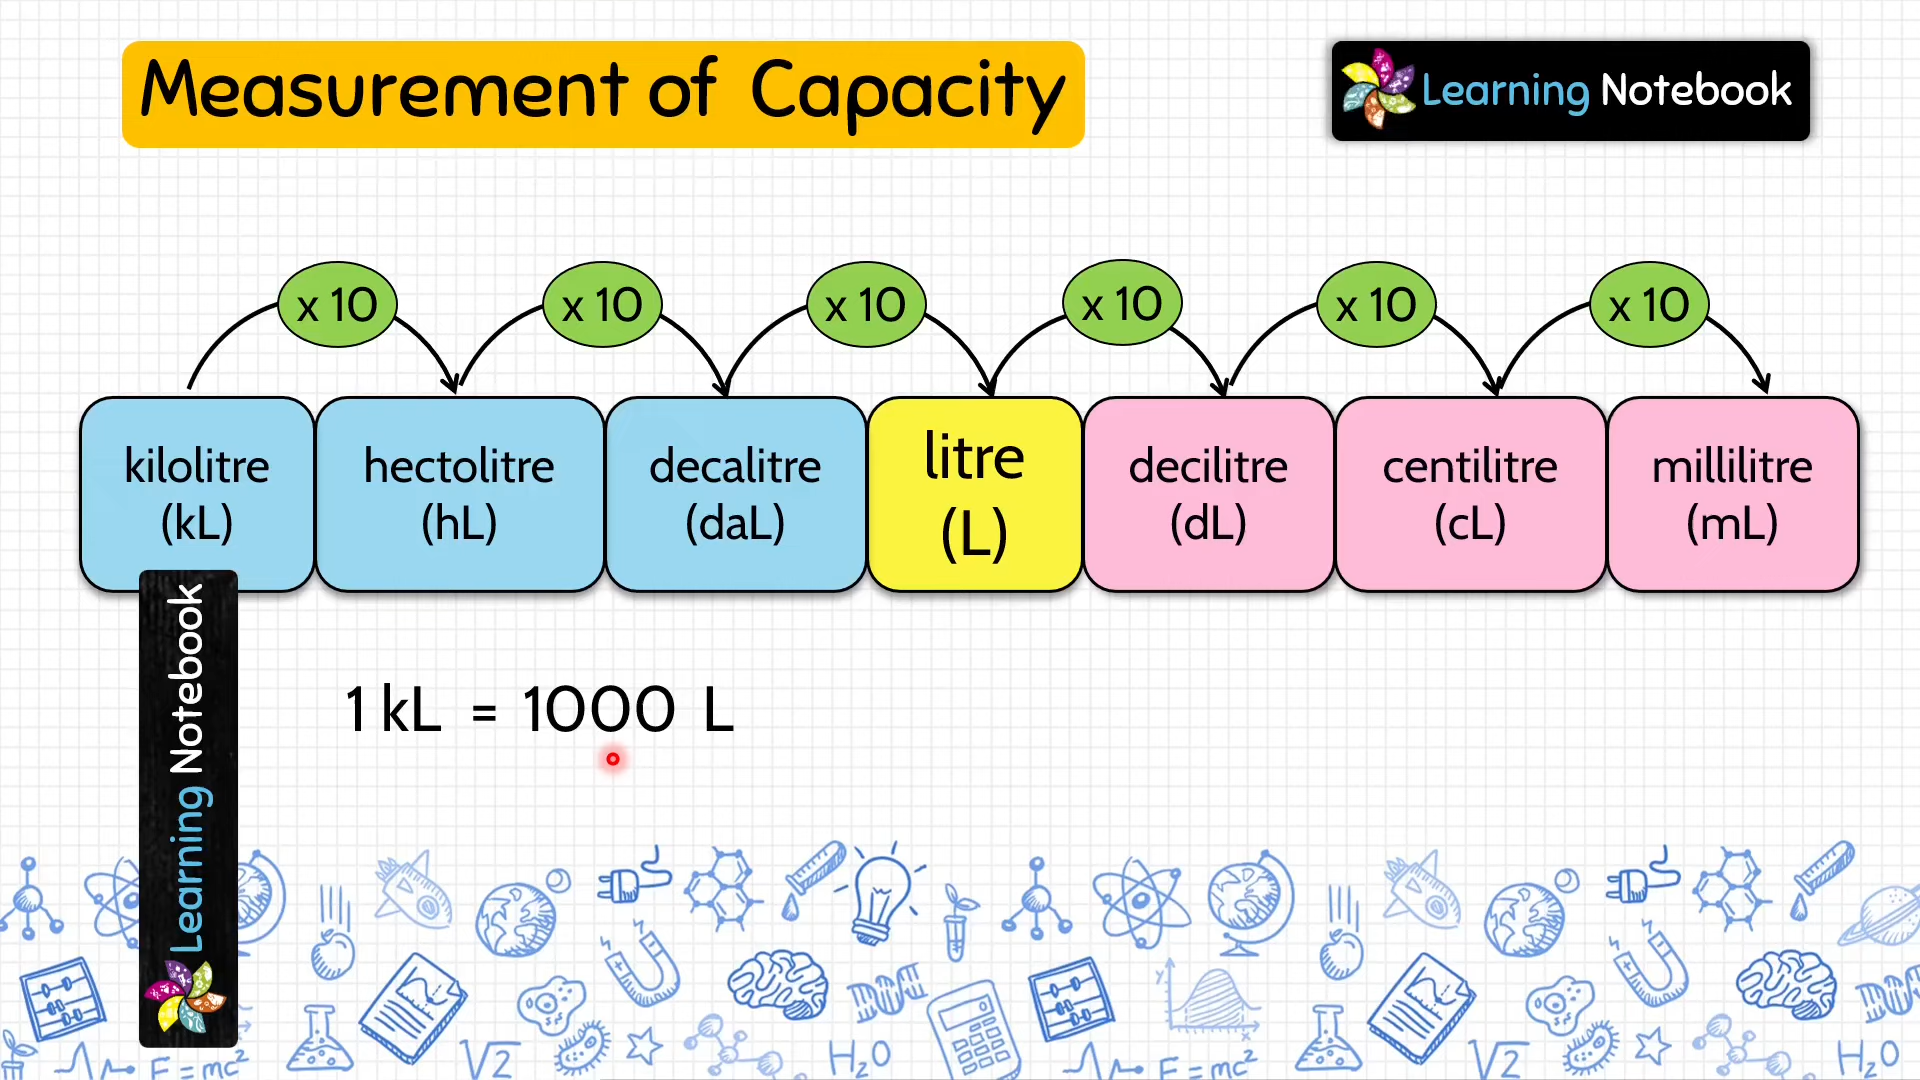 Measurement of Capacity
Learning Notebook
x 10 x 10 x 10 x 10 x 10 x 10
kilolitre
(kL)
hectolitre
(hL)
decalitre
(daL)
litre
(L)
decilitre
(dL)
centilitre
(cL)
millilitre
(mL)
1 kL = 1000 L
Learning Notebook
F = mc²
√2
H₂O
F = mc²
√2
H₂O